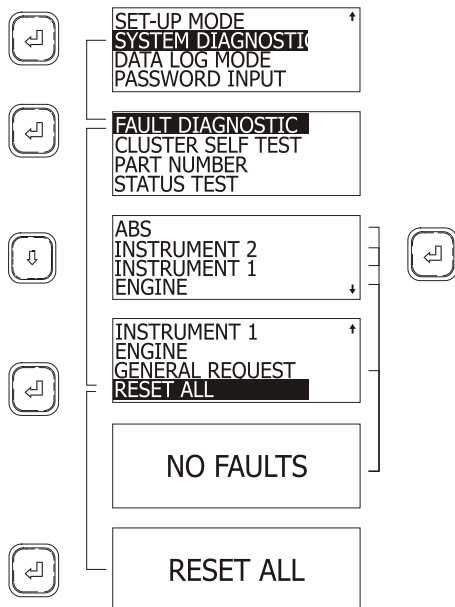 SET-UP MODE
SYSTEM DIAGNOSTIC
DATA LOG MODE
PASSWORD INPUT
FAULT DIAGNOSTIC
CLUSTER SELF TEST
PART NUMBER
STATUS TEST
ABS
INSTRUMENT 2
INSTRUMENT 1
ENGINE
INSTRUMENT 1
ENGINE
GENERAL REQUEST
RESET ALL
NO FAULTS
RESET ALL